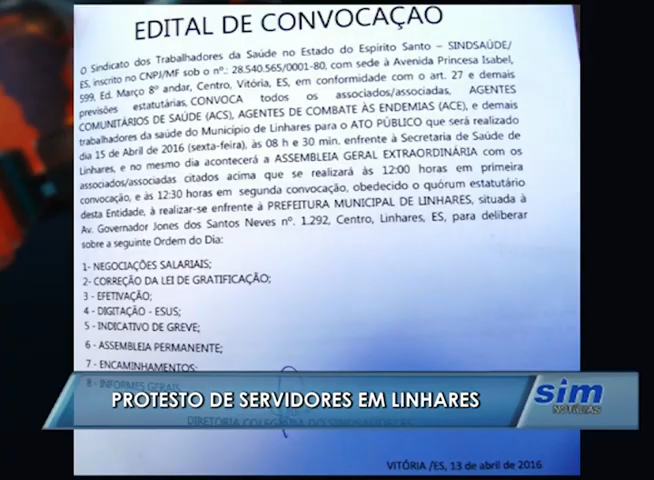 EDITAL DE CONVOCAÇAO
O Sindicato dos Trabalhadores da Saúde no Estado do Espírito Santo – SINDSAÚDE/
ES, inscrito no CNPJ/MF sob o nº.: 28.540.565/0001-80, com sede à Avenida Princesa Isabel,
599, Ed. Março 8º andar, Centro, Vitória, ES, em conformidade com o art. 27 e demais
previsões estatutárias, CONVOCA todos os associados/associadas, AGENTES
COMUNITÁRIOS DE SAÚDE (ACS), AGENTES DE COMBATE ÀS ENDEMIAS (ACE), e demais
trabalhadores da saúde do Município de Linhares para o ATO PÚBLICO que será realizado
dia 15 de Abril de 2016 (sexta-feira), às 08 h e 30 min. enfrente à Secretaria de Saúde de
Linhares, e no mesmo dia acontecerá a ASSEMBLEIA GERAL EXTRAORDINÁRIA com os
associados/associadas citados acima que se realizará às 12:00 horas em primeira
convocação, e às 12:30 horas em segunda convocação, obedecido o quórum estatutário
desta Entidade, à realizar-se enfrente à PREFEITURA MUNICIPAL DE LINHARES, situada à
Av. Governador Jones dos Santos Neves nº. 1.292, Centro, Linhares, ES, para deliberar
sobre a seguinte Ordem do Dia:
1- NEGOCIAÇÕES SALARIAIS;
2- CORREÇÃO DA LEI DE GRATIFICAÇÃO;
3 - EFETIVAÇÃO;
4 - DIGITAÇÃO - ESUS;
5 - INDICATIVO DE GREVE;
6 - ASSEMBLEIA PERMANENTE;
7 - ENCAMINHAMENTOS;
8 - INFORMES GERAIS
PROTESTO DE SERVIDORES EM LINHARES
sim
NOTÍCIAS
DIRETORIA COLEGIADA DO SINDSAÚDE/ES
VITÓRIA /ES, 13 de abril de 2016